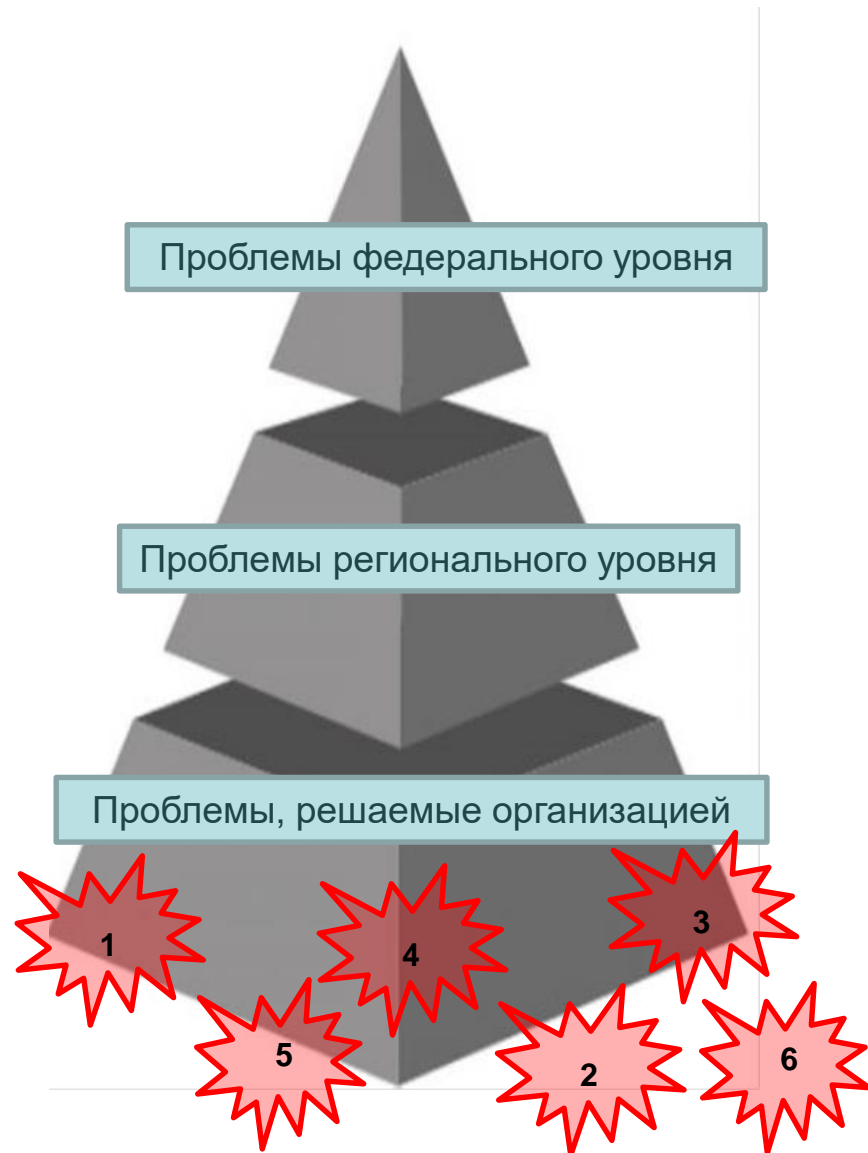 Проблемы федерального уровня
Проблемы регионального уровня
Проблемы, решаемые организацией
1
4
3
5
2
6